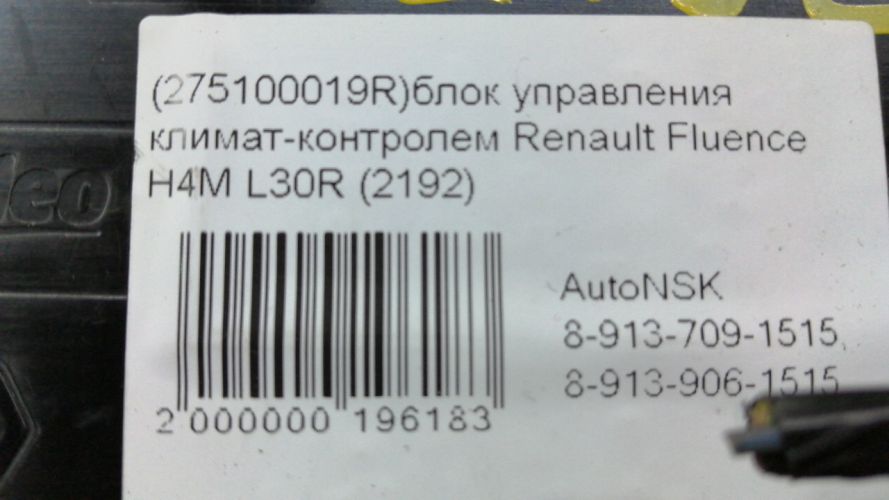 (275100019R)блок управления
климат-контролем Renault Fluence
H4M L30R (2192)
AutoNSK
8-913-709-1515,
8-913-906-1515
2 000000 196183